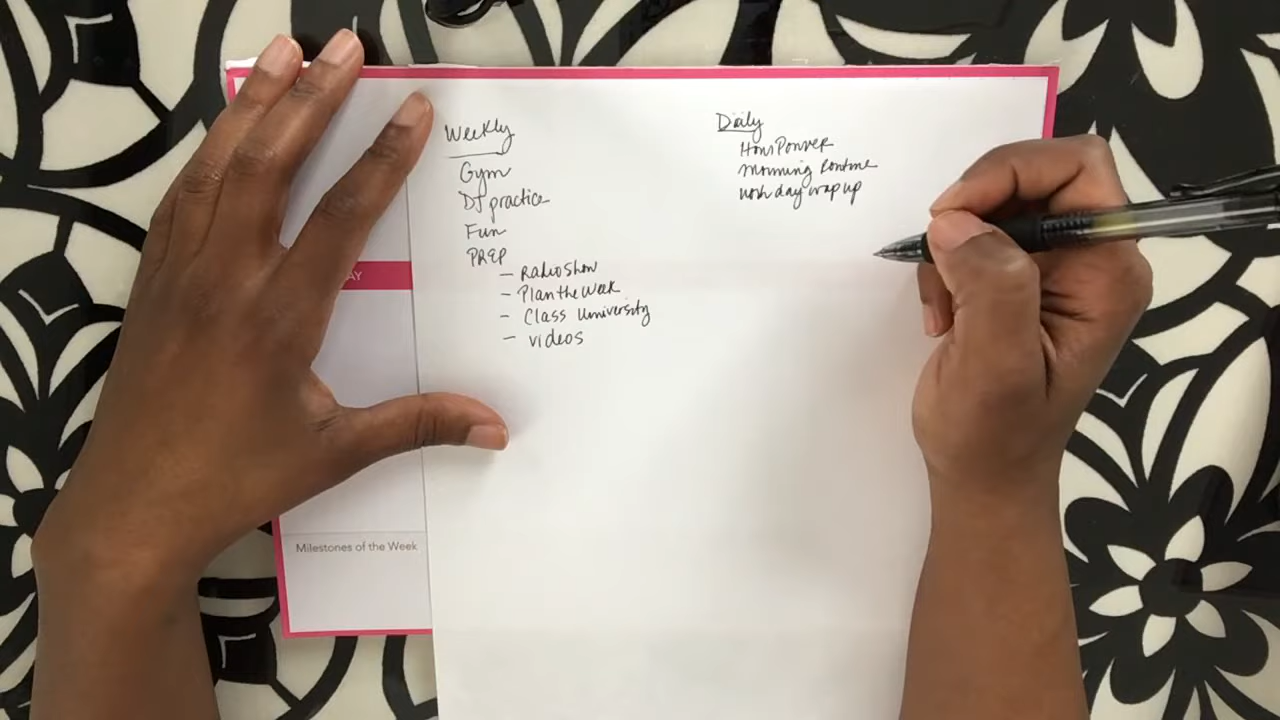 Weekly
Gym
DJ practice
Fun
PREP
- Radio Show
- Plan the Week
- Class University
- videos
Daily
Hour Power
Morning Routine
work day wrap up
AY
Milestones of the Week